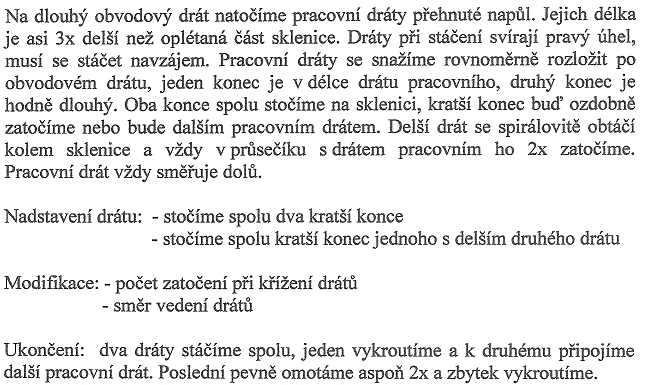 Na dlouhý obvodový drát natočíme pracovní dráty přehnuté napůl. Jejich délka
je asi 3x delší než oplétaná část sklenice. Dráty při stáčení svírají pravý úhel,
musí se stáčet navzájem. Pracovní dráty se snažíme rovnoměrně rozložit po
obvodovém drátu, jeden konec je v délce drátu pracovního, druhý konec je
hodně dlouhý. Oba konce spolu stočíme na sklenici, kratší konec buď ozdobně
zatočíme nebo bude dalším pracovním drátem. Delší drát se spirálovitě obtáčí
kolem sklenice a vždy v průsečíku s drátem pracovním ho 2x zatočíme.
Pracovní drát vždy směřuje dolů.
Nadstavení drátu: - stočíme spolu dva kratší konce
- stočíme spolu kratší konec jednoho s delším druhého drátu
Modifikace: - počet zatočení při křížení drátů
- směr vedení drátů
Ukončení: dva dráty stáčíme spolu, jeden vykroutíme a k druhému připojíme
další pracovní drát. Poslední pevně omotáme aspoň 2x a zbytek vykroutíme.